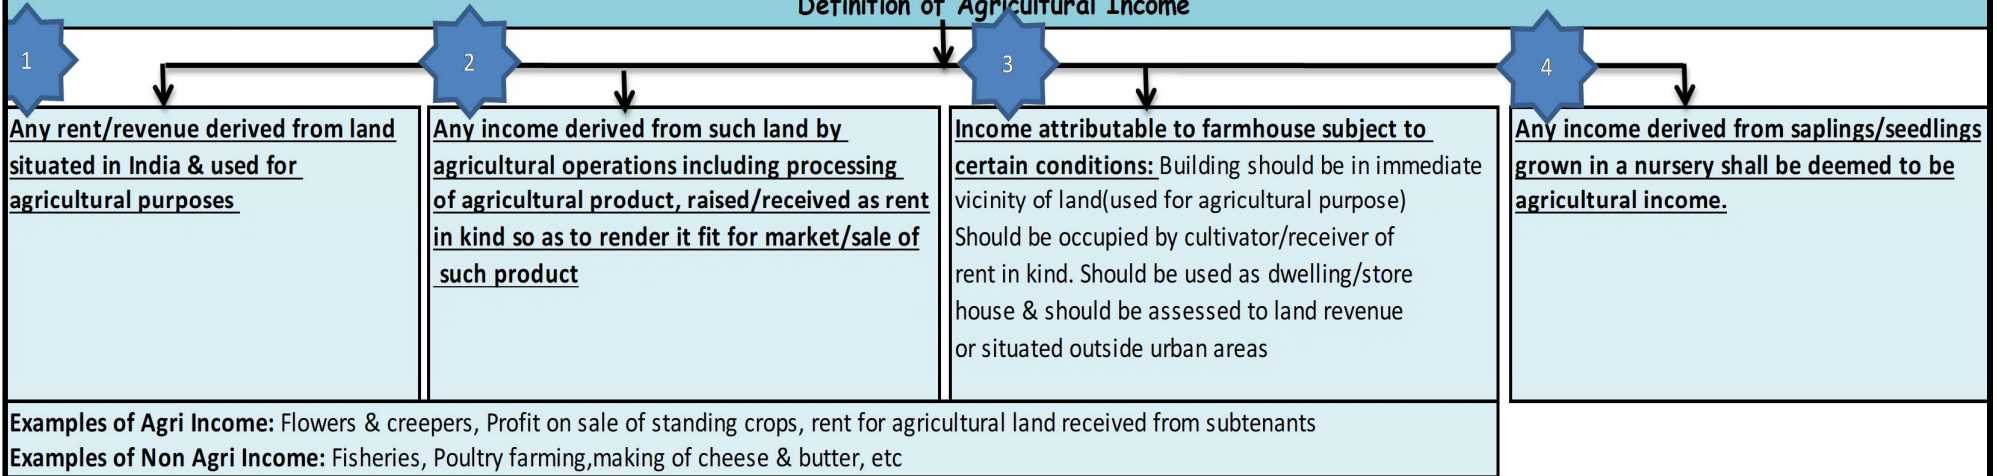 Definition of Agricultural Income
1
2
3
4
Any rent/revenue derived from land
situated in India & used for
agricultural purposes
Any income derived from such land by
agricultural operations including processing
of agricultural product, raised/received as rent
in kind so as to render it fit for market/sale of
such product
Income attributable to farmhouse subject to
certain conditions: Building should be in immediate
vicinity of land(used for agricultural purpose)
Should be occupied by cultivator/receiver of
rent in kind. Should be used as dwelling/store
house & should be assessed to land revenue
or situated outside urban areas
Any income derived from saplings/seedlings
grown in a nursery shall be deemed to be
agricultural income.
Examples of Agri Income: Flowers & creepers, Profit on sale of standing crops, rent for agricultural land received from subtenants
Examples of Non Agri Income: Fisheries, Poultry farming,making of cheese & butter, etc